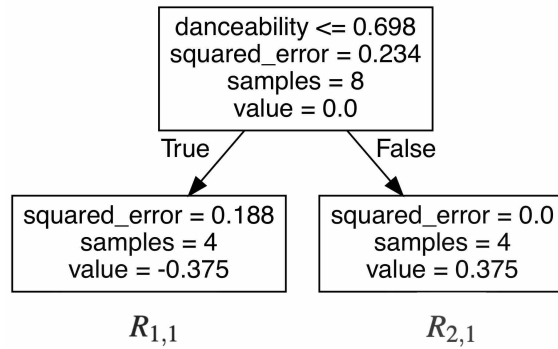 danceability <= 0.698
squared_error = 0.234
samples = 8
value = 0.0
True
False
squared_error = 0.188
samples = 4
value = -0.375
squared_error = 0.0
samples = 4
value = 0.375
R1,1
R2,1